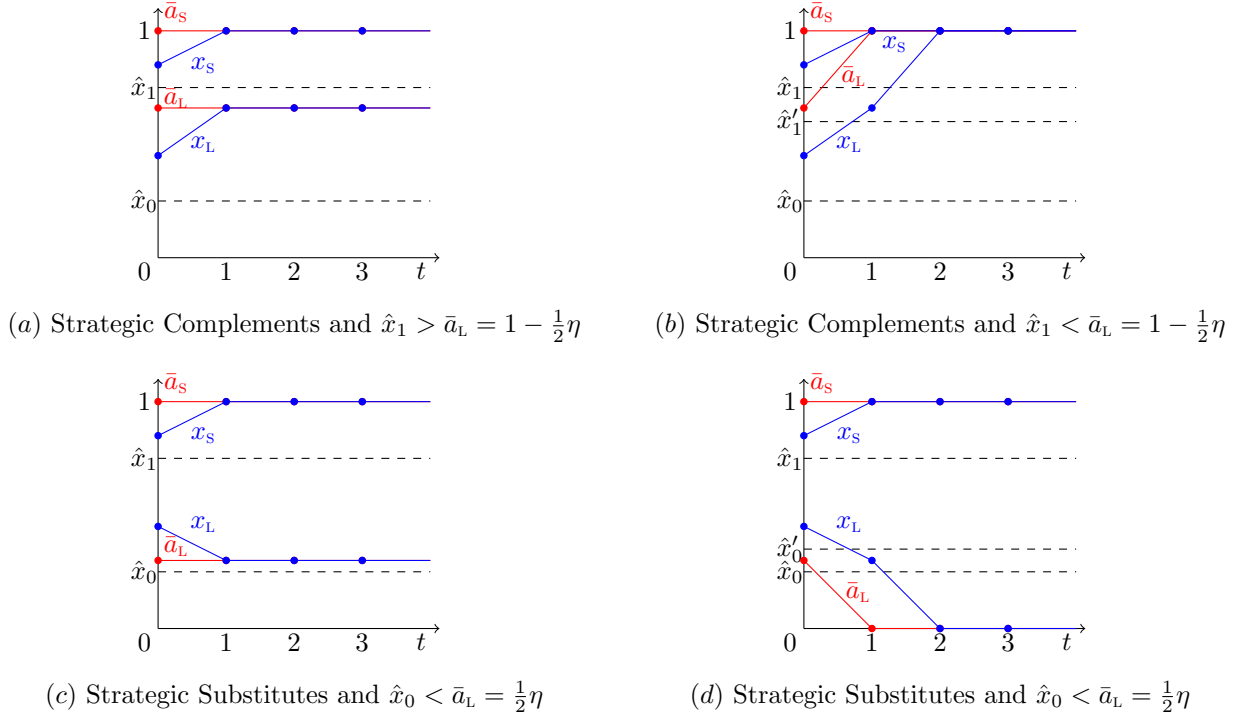 ā_S
1
x_S
x̂_1
ā_L
x_L
x̂_0
0 1 2 3 t
(a) Strategic Complements and x̂_1 > ā_L = 1 − ½η
ā_S
1
x_S
ā_L
x̂_1
x̂′_1
x_L
x̂_0
0 1 2 3 t
(b) Strategic Complements and x̂_1 < ā_L = 1 − ½η
ā_S
1
x_S
x̂_1
x_L
ā_L
x̂_0
0 1 2 3 t
(c) Strategic Substitutes and x̂_0 < ā_L = ½η
ā_S
1
x_S
x̂_1
x_L
x̂′_0
x̂_0
ā_L
0 1 2 3 t
(d) Strategic Substitutes and x̂_0 < ā_L = ½η